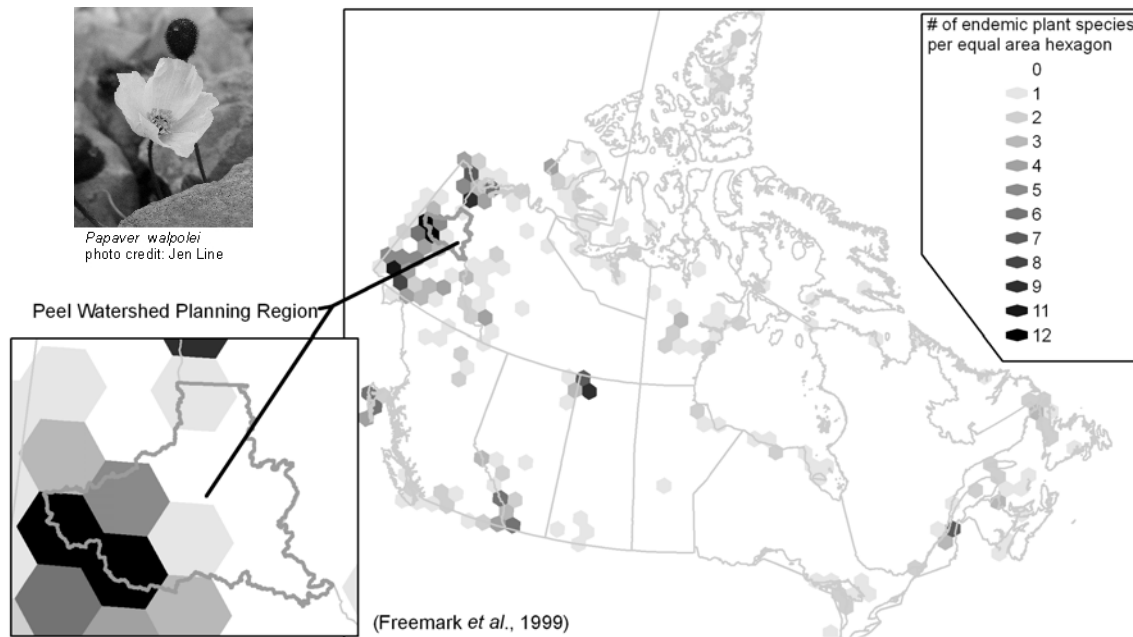 Papaver walpolei
photo credit: Jen Line
Peel Watershed Planning Region
# of endemic plant species
per equal area hexagon
0
1
2
3
4
5
6
7
8
9
11
12
(Freemark et al., 1999)